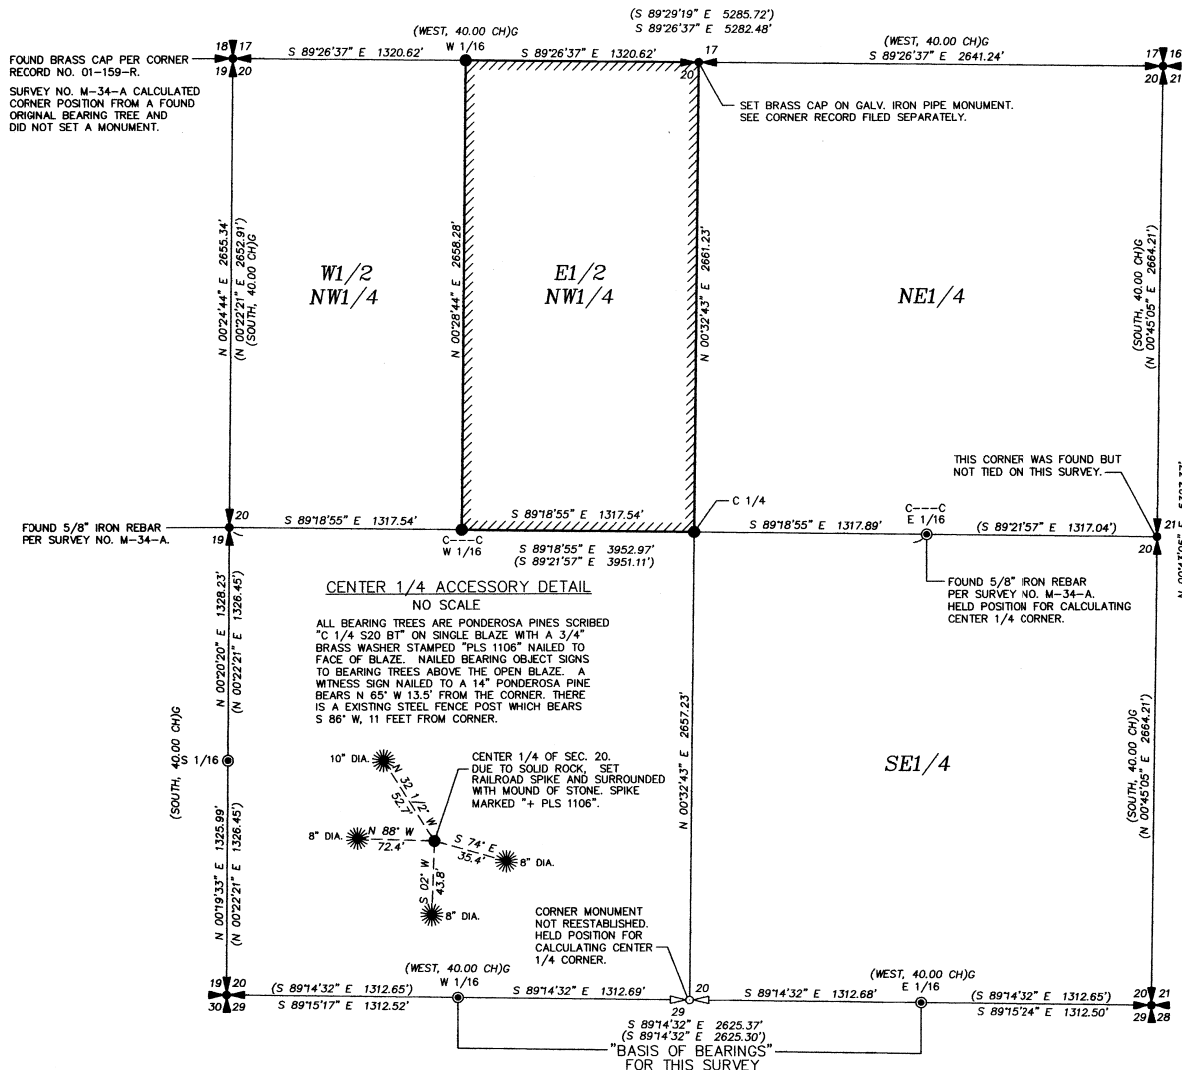 (S 89°29'19" E 5285.72')
S 89°26'37" E 5282.48'
(WEST, 40.00 CH)G
W 1/16
(WEST, 40.00 CH)G
18 17
19 20
S 89°26'37" E 1320.62'
S 89°26'37" E 1320.62'
17
20
S 89°26'37" E 2641.24'
17 16
20 21
FOUND BRASS CAP PER CORNER
RECORD NO. 01-159-R.
SURVEY NO. M-34-A CALCULATED
CORNER POSITION FROM A FOUND
ORIGINAL BEARING TREE AND
DID NOT SET A MONUMENT.
SET BRASS CAP ON GALV. IRON PIPE MONUMENT.
SEE CORNER RECORD FILED SEPARATELY.
N 00°24'44" E 2655.34'
(N 00°22'21" E 2652.91')
(SOUTH, 40.00 CH)G
W1/2
NW1/4
N 00°28'44" E 2658.28'
E1/2
NW1/4
N 00°32'43" E 2661.23'
NE1/4
(SOUTH, 40.00 CH)G
(N 00°45'05" E 2664.21')
THIS CORNER WAS FOUND BUT
NOT TIED ON THIS SURVEY.
FOUND 5/8" IRON REBAR
PER SURVEY NO. M-34-A.
20
19
S 89°18'55" E 1317.54'
C---C
W 1/16
S 89°18'55" E 1317.54'
C 1/4
S 89°18'55" E 1317.89'
C---C
E 1/16
(S 89°21'57" E 1317.04')
21
20
S 89°18'55" E 3952.97'
(S 89°21'57" E 3951.11')
FOUND 5/8" IRON REBAR
PER SURVEY NO. M-34-A.
HELD POSITION FOR CALCULATING
CENTER 1/4 CORNER.
CENTER 1/4 ACCESSORY DETAIL
NO SCALE
ALL BEARING TREES ARE PONDEROSA PINES SCRIBED
"C 1/4 S20 BT" ON SINGLE BLAZE WITH A 3/4"
BRASS WASHER STAMPED "PLS 1106" NAILED TO
FACE OF BLAZE. NAILED BEARING OBJECT SIGNS
TO BEARING TREES ABOVE THE OPEN BLAZE. A
WITNESS SIGN NAILED TO A 14" PONDEROSA PINE
BEARS N 65° W 13.5' FROM THE CORNER. THERE
IS A EXISTING STEEL FENCE POST WHICH BEARS
S 86° W, 11 FEET FROM CORNER.
N 00°20'20" E 1328.23'
(N 00°22'21" E 1326.45')
(SOUTH, 40.00 CH)G
S 1/16
N 00°19'33" E 1325.99'
(N 00°22'21" E 1326.45')
10" DIA.
N 32 1/2° W
52.7'
CENTER 1/4 OF SEC. 20.
DUE TO SOLID ROCK, SET
RAILROAD SPIKE AND SURROUNDED
WITH MOUND OF STONE. SPIKE
MARKED "+ PLS 1106".
8" DIA.
N 88° W
72.4'
S 74° E
35.4'
8" DIA.
S 02° W
43.8'
8" DIA.
N 00°32'43" E 2657.23'
SE1/4
(SOUTH, 40.00 CH)G
(N 00°45'05" E 2664.21')
CORNER MONUMENT
NOT REESTABLISHED.
HELD POSITION FOR
CALCULATING CENTER
1/4 CORNER.
19 20
30 29
(S 89°14'32" E 1312.65')
S 89°15'17" E 1312.52'
(WEST, 40.00 CH)G
W 1/16
S 89°14'32" E 1312.69'
20
29
S 89°14'32" E 1312.68'
(WEST, 40.00 CH)G
E 1/16
(S 89°14'32" E 1312.65')
S 89°15'24" E 1312.50'
20 21
29 28
S 89°14'32" E 2625.37'
(S 89°14'32" E 2625.30')
"BASIS OF BEARINGS"
FOR THIS SURVEY